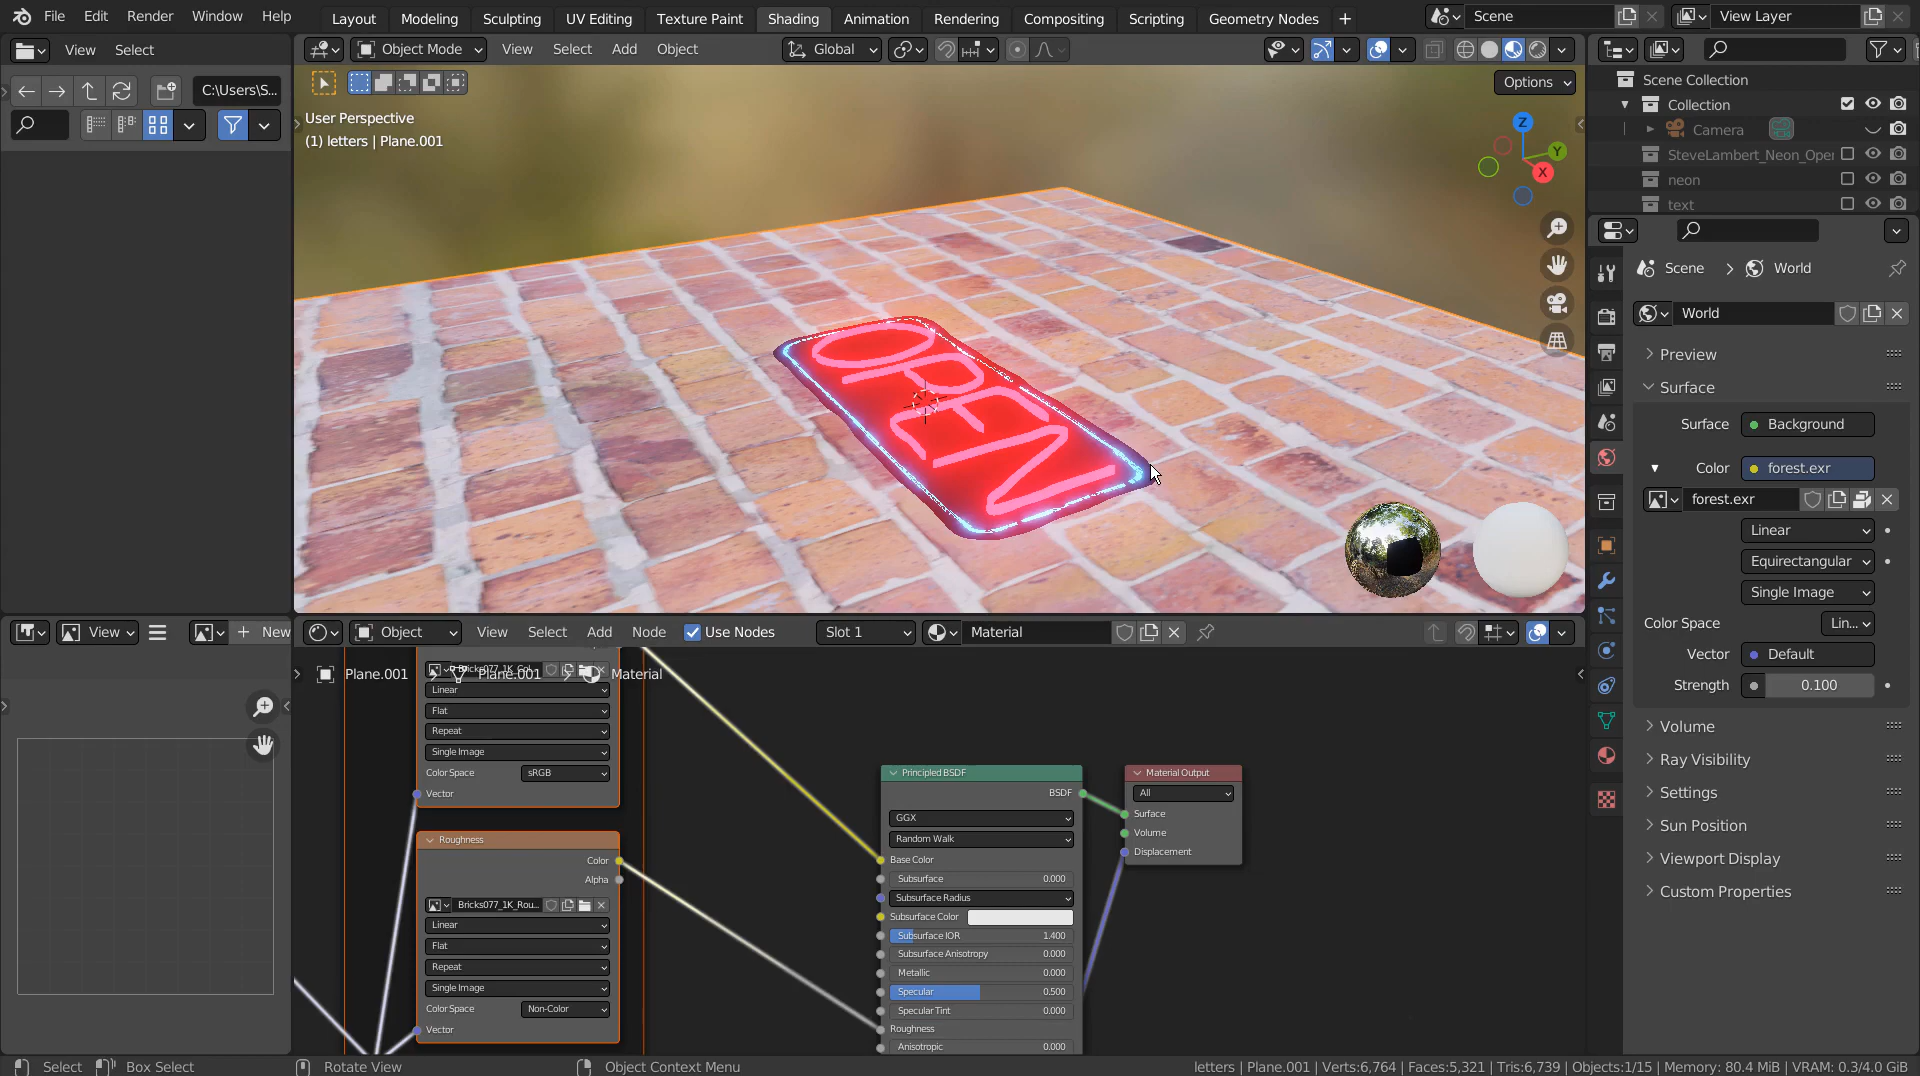 File Edit Render Window Help
Layout Modeling Sculpting UV Editing Texture Paint Shading Animation Rendering Compositing Scripting Geometry Nodes +
Scene
View Layer
View Select
C:\Users\S...
Object Mode View Select Add Object
Global
Options
User Perspective
(1) letters | Plane.001
Z
Y
X
OPEN
Scene Collection
Collection
Camera
SteveLambert_Neon_Oper
neon
text
Scene > World
World
Preview
Surface
Surface Background
Color forest.exr
forest.exr
Linear
Equirectangular
Single Image
Color Space Lin...
Vector Default
Strength 0.100
Volume
Ray Visibility
Settings
Sun Position
Viewport Display
Custom Properties
View
+ New
Object View Select Add Node Use Nodes Slot 1 Material
Plane.001 > Plane.001 > Material
Linear
Flat
Repeat
Single Image
Color Space sRGB
Vector
Roughness
Color
Alpha
Bricks077_1K_Rou...
Linear
Flat
Repeat
Single Image
Color Space Non-Color
Vector
Principled BSDF
BSDF
GGX
Random Walk
Base Color
Subsurface 0.000
Subsurface Radius
Subsurface Color
Subsurface IOR 1.400
Subsurface Anisotropy 0.000
Metallic 0.000
Specular 0.500
Specular Tint 0.000
Roughness
Anisotropic 0.000
Material Output
All
Surface
Volume
Displacement
Select Box Select Rotate View Object Context Menu
letters | Plane.001 | Verts:6,764 | Faces:5,321 | Tris:6,739 | Objects:1/15 | Memory: 80.4 MiB | VRAM: 0.3/4.0 GiB